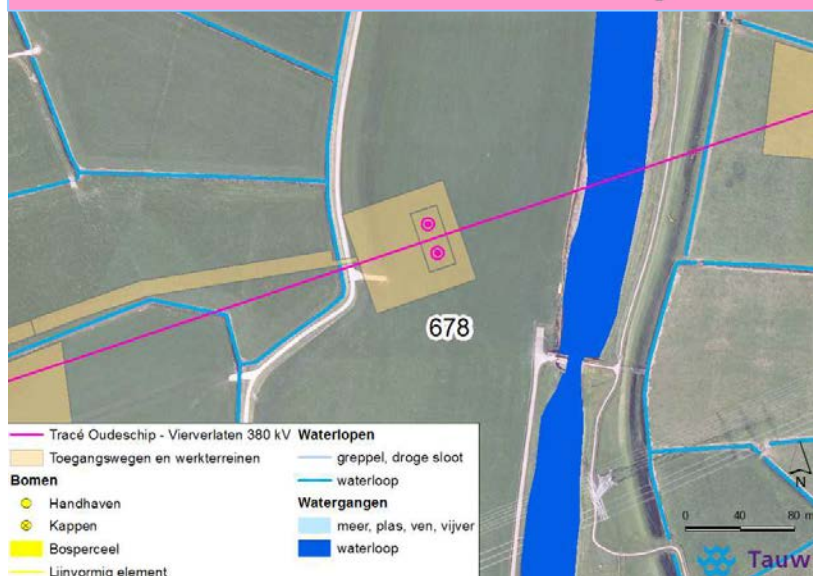 678
Tracé Oudeschip - Vierverlaten 380 kV
Toegangswegen en werkterreinen
Bomen
Handhaven
Kappen
Bosperceel
Lijnvormig element
Waterlopen
greppel, droge sloot
waterloop
Watergangen
meer, plas, ven, vijver
waterloop
N
0 40 80 m
Tauw